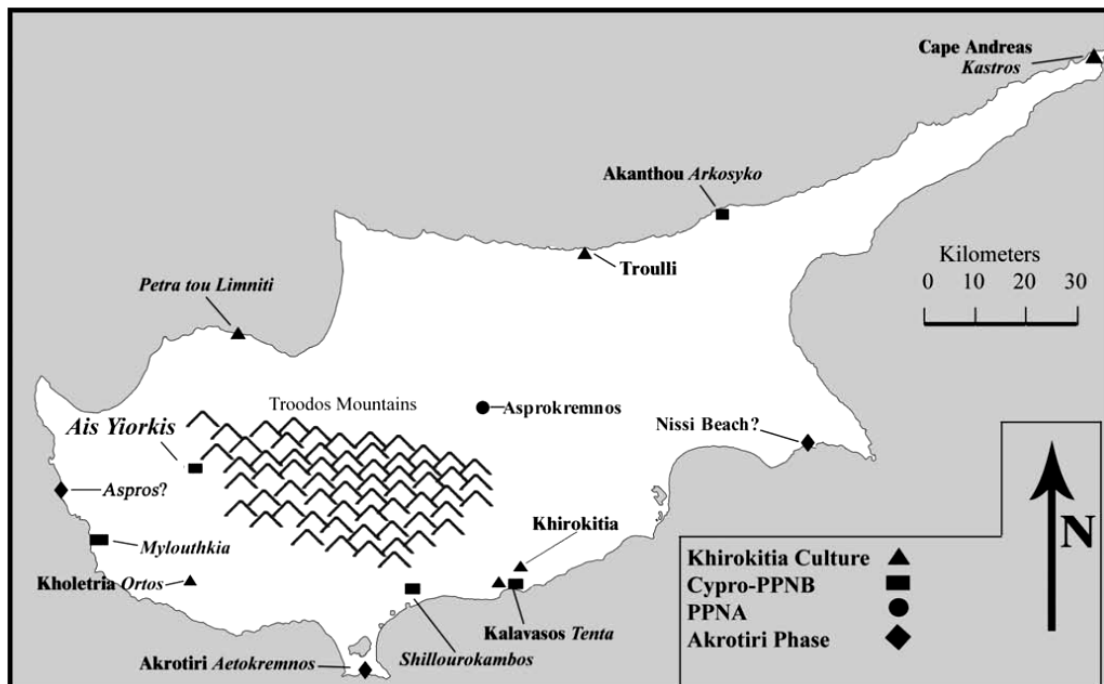 Cape Andreas
Kastros
Akanthou Arkosyko
Kilometers
0 10 20 30
Troulli
Petra tou Limniti
Troodos Mountains
Asprokremnos
Ais Yiorkis
Nissi Beach?
Aspros?
Khirokitia
Mylouthkia
Kholetria Ortos
Kalavasos Tenta
Shillourokambos
Akrotiri Aetokremnos
Khirokitia Culture
Cypro-PPNB
PPNA
Akrotiri Phase
N